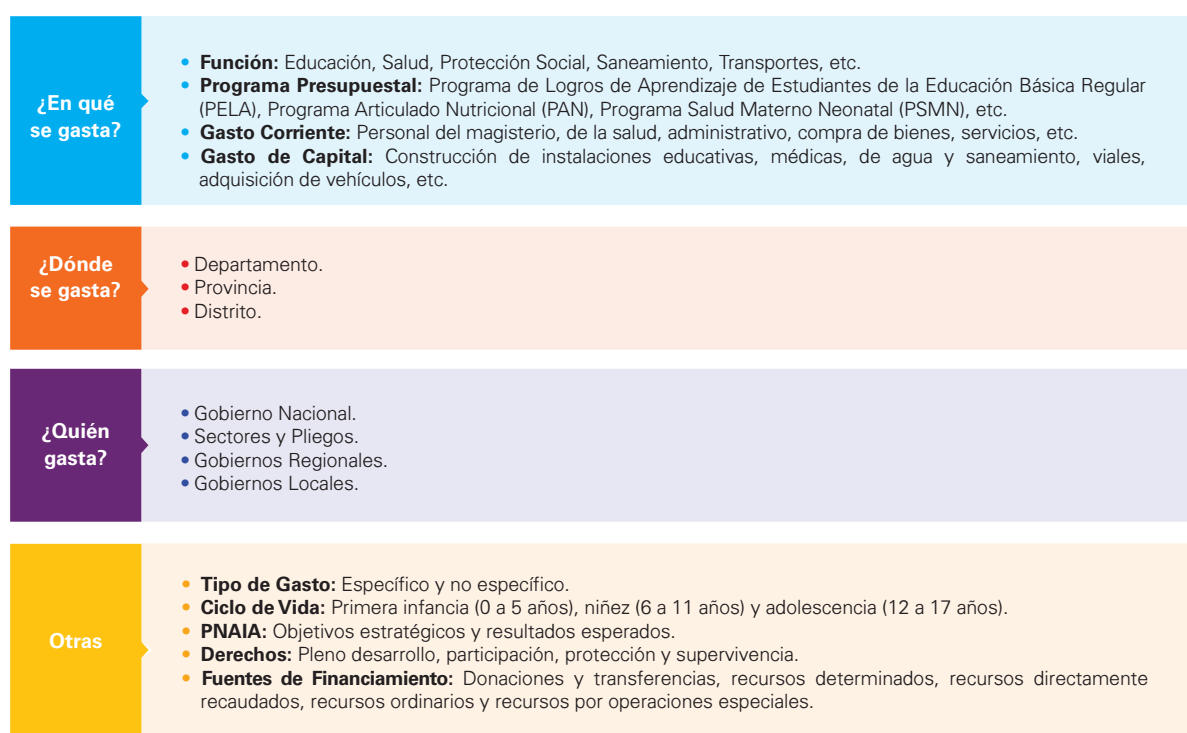 ¿En qué
se gasta?
• Función: Educación, Salud, Protección Social, Saneamiento, Transportes, etc.
• Programa Presupuestal: Programa de Logros de Aprendizaje de Estudiantes de la Educación Básica Regular
(PELA), Programa Articulado Nutricional (PAN), Programa Salud Materno Neonatal (PSMN), etc.
• Gasto Corriente: Personal del magisterio, de la salud, administrativo, compra de bienes, servicios, etc.
• Gasto de Capital: Construcción de instalaciones educativas, médicas, de agua y saneamiento, viales,
adquisición de vehículos, etc.
¿Dónde
se gasta?
• Departamento.
• Provincia.
• Distrito.
¿Quién
gasta?
• Gobierno Nacional.
• Sectores y Pliegos.
• Gobiernos Regionales.
• Gobiernos Locales.
Otras
• Tipo de Gasto: Específico y no específico.
• Ciclo de Vida: Primera infancia (0 a 5 años), niñez (6 a 11 años) y adolescencia (12 a 17 años).
• PNAIA: Objetivos estratégicos y resultados esperados.
• Derechos: Pleno desarrollo, participación, protección y supervivencia.
• Fuentes de Financiamiento: Donaciones y transferencias, recursos determinados, recursos directamente
recaudados, recursos ordinarios y recursos por operaciones especiales.